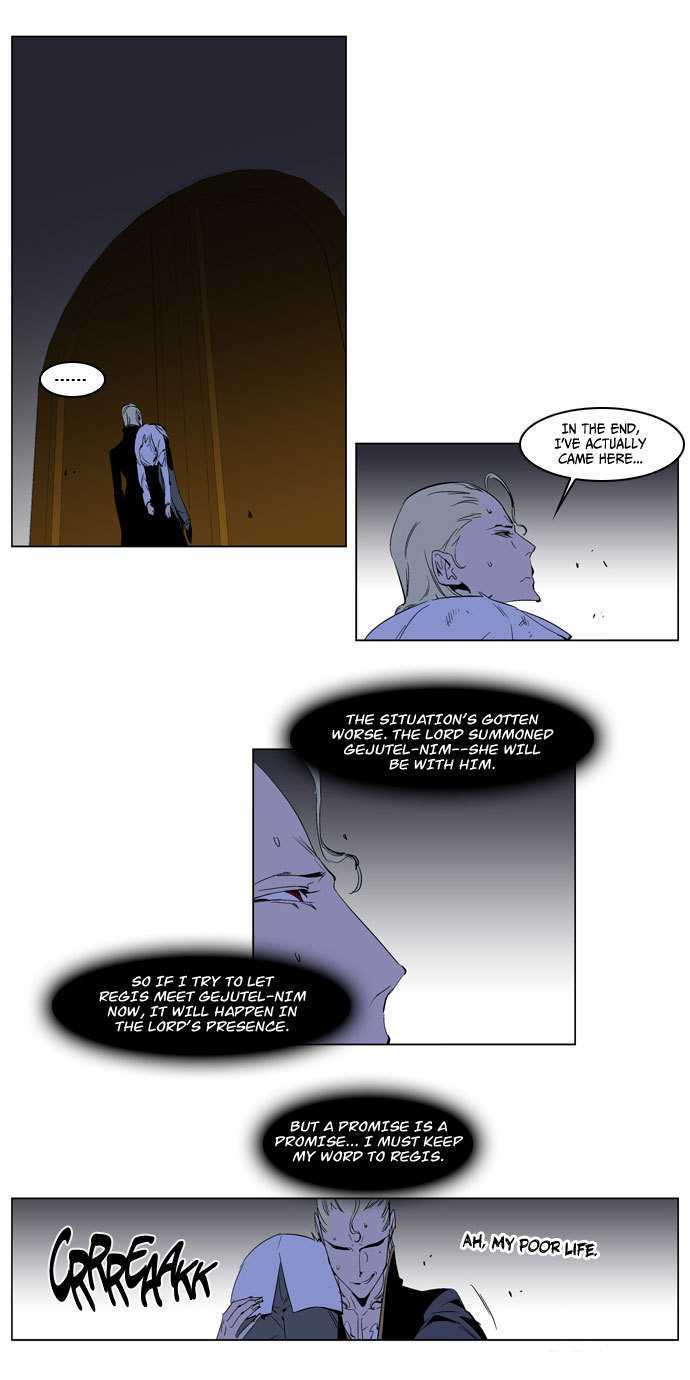 ------
IN THE END,
I'VE ACTUALLY
CAME HERE...
THE SITUATION'S GOTTEN
WORSE. THE LORD SUMMONED
GEJUTEL-NIM--SHE WILL
BE WITH HIM.
SO IF I TRY TO LET
REGIS MEET GEJUTEL-NIM
NOW, IT WILL HAPPEN IN
THE LORD'S PRESENCE.
BUT A PROMISE IS A
PROMISE... I MUST KEEP
MY WORD TO REGIS.
CRRRREAAKK
AH, MY POOR LIFE.